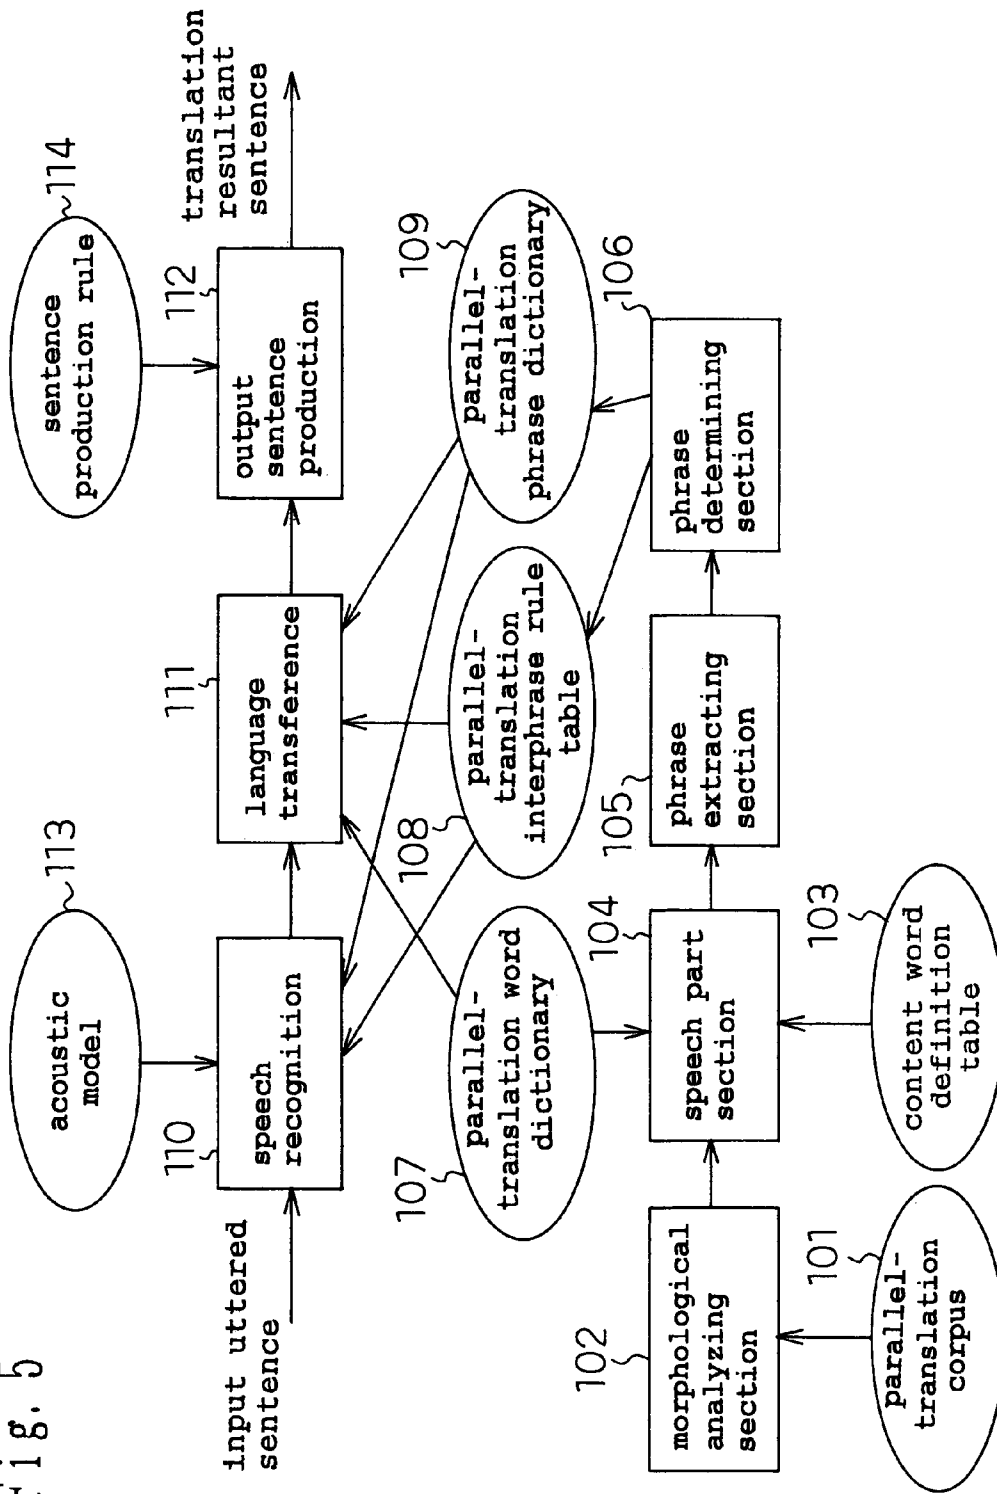 Fig. 5
acoustic
model
113
sentence
production rule
114
input uttered
sentence
110
speech
recognition
111
language
transference
112
output
sentence
production
translation
resultant
sentence
107
parallel-
translation word
dictionary
108
parallel-
translation
interphrase rule
table
109
parallel-
translation
phrase dictionary
102
morphological
analyzing
section
104
speech part
section
105
phrase
extracting
section
106
phrase
determining
section
101
parallel-
translation
corpus
103
content word
definition
table